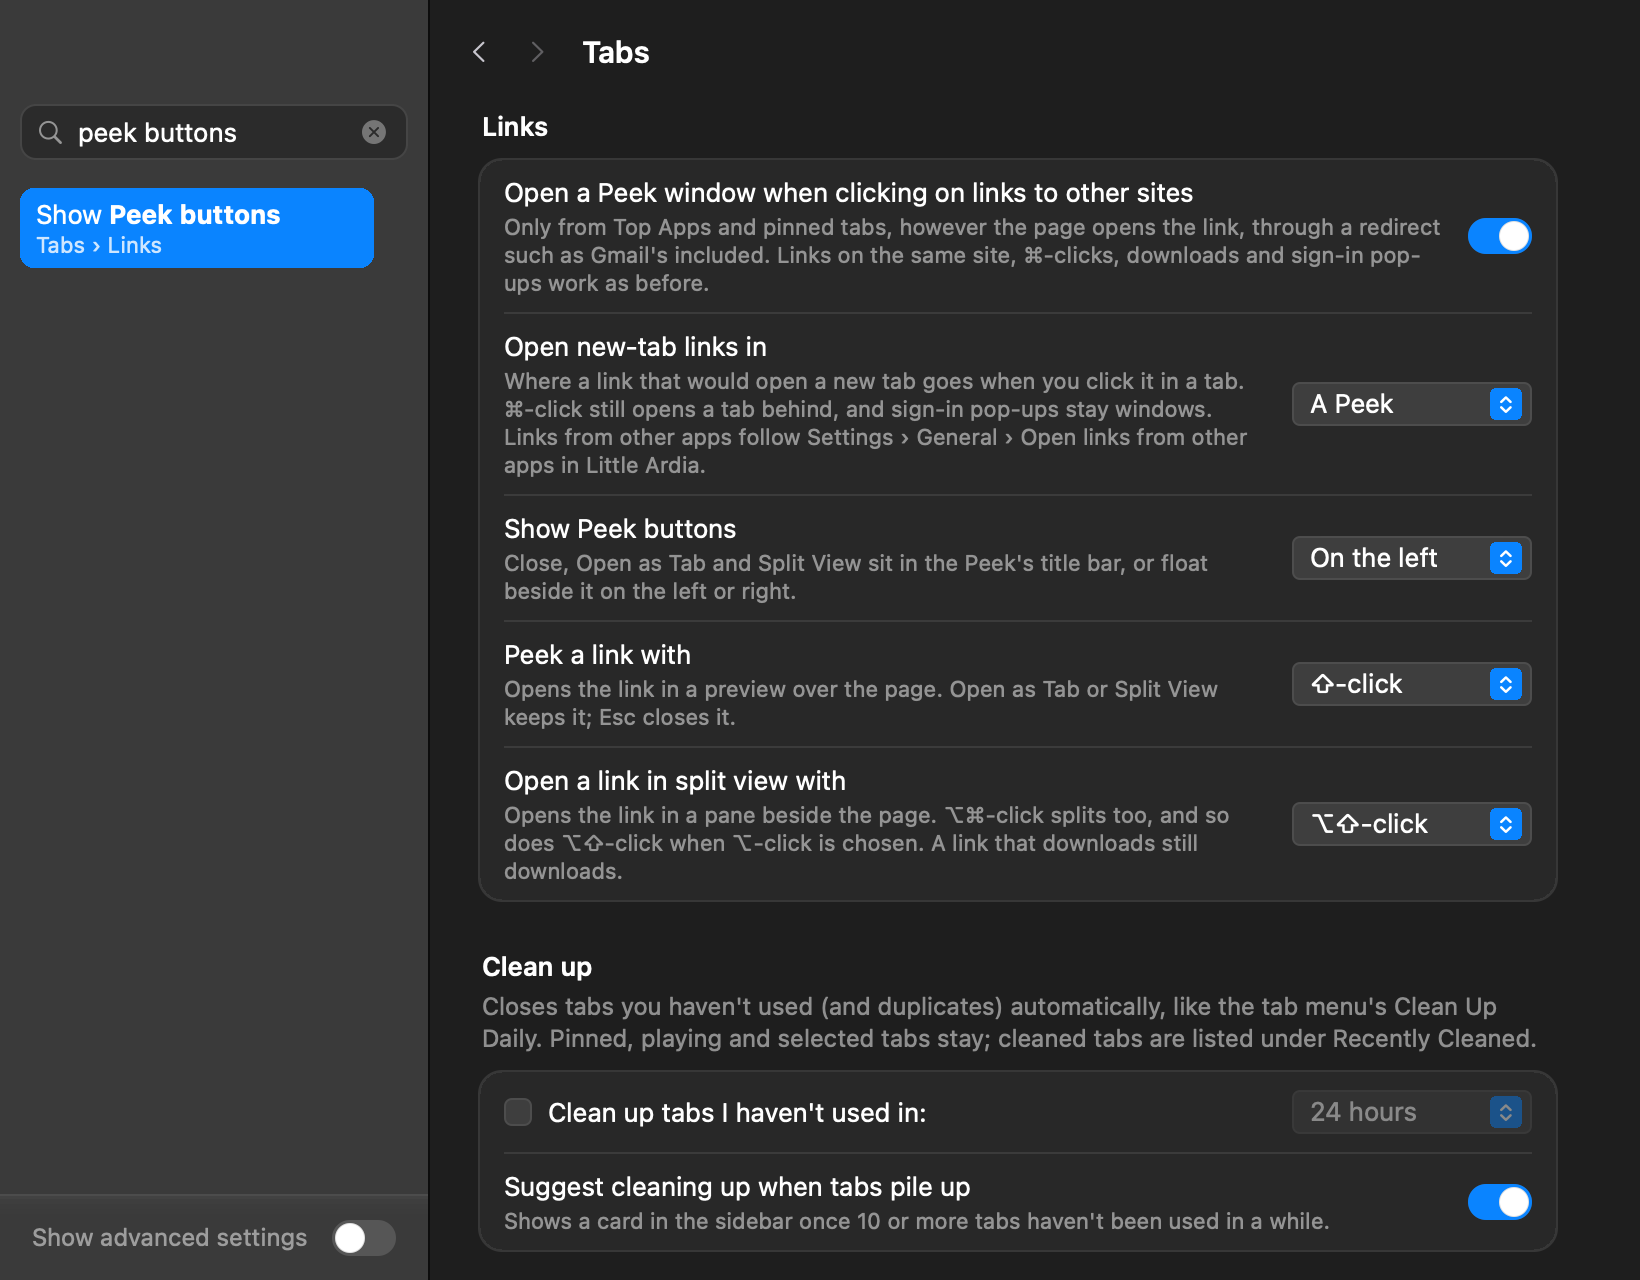 Tabs
peek buttons
Show Peek buttons
Tabs › Links
Links
Open a Peek window when clicking on links to other sites
Only from Top Apps and pinned tabs, however the page opens the link, through a redirect
such as Gmail's included. Links on the same site, ⌘-clicks, downloads and sign-in pop-
ups work as before.
Open new-tab links in
Where a link that would open a new tab goes when you click it in a tab.
⌘-click still opens a tab behind, and sign-in pop-ups stay windows.
Links from other apps follow Settings › General › Open links from other
apps in Little Ardia.
A Peek
Show Peek buttons
Close, Open as Tab and Split View sit in the Peek's title bar, or float
beside it on the left or right.
On the left
Peek a link with
Opens the link in a preview over the page. Open as Tab or Split View
keeps it; Esc closes it.
⇧-click
Open a link in split view with
Opens the link in a pane beside the page. ⌥⌘-click splits too, and so
does ⌥⇧-click when ⌥-click is chosen. A link that downloads still
downloads.
⌥⇧-click
Clean up
Closes tabs you haven't used (and duplicates) automatically, like the tab menu's Clean Up
Daily. Pinned, playing and selected tabs stay; cleaned tabs are listed under Recently Cleaned.
Clean up tabs I haven't used in:
24 hours
Suggest cleaning up when tabs pile up
Shows a card in the sidebar once 10 or more tabs haven't been used in a while.
Show advanced settings